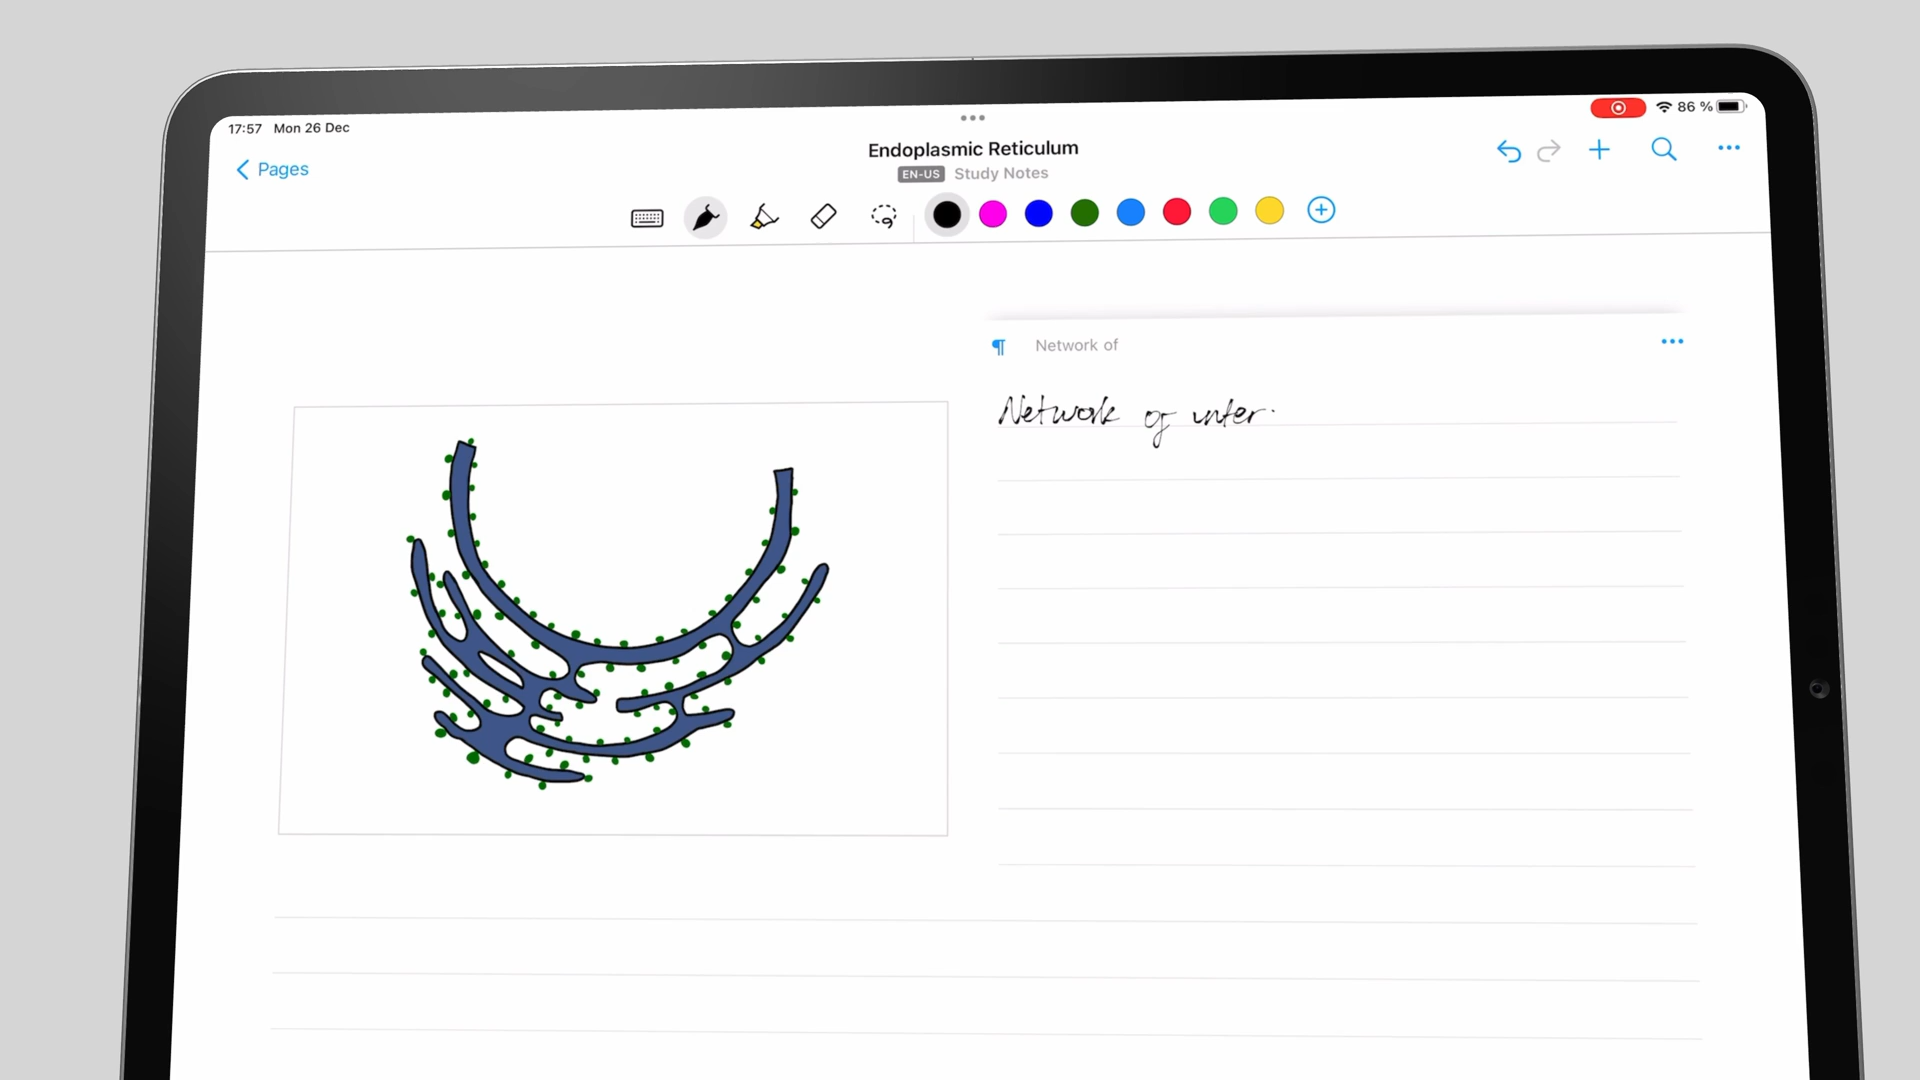 17:57 Mon 26 Dec
86 %
Pages
Endoplasmic Reticulum
EN-US Study Notes
Network of
Network of inter